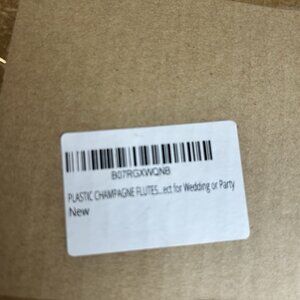 B07RGXWQNB
PLASTIC CHAMPAGNE FLUTES...ect for Wedding or Party
New